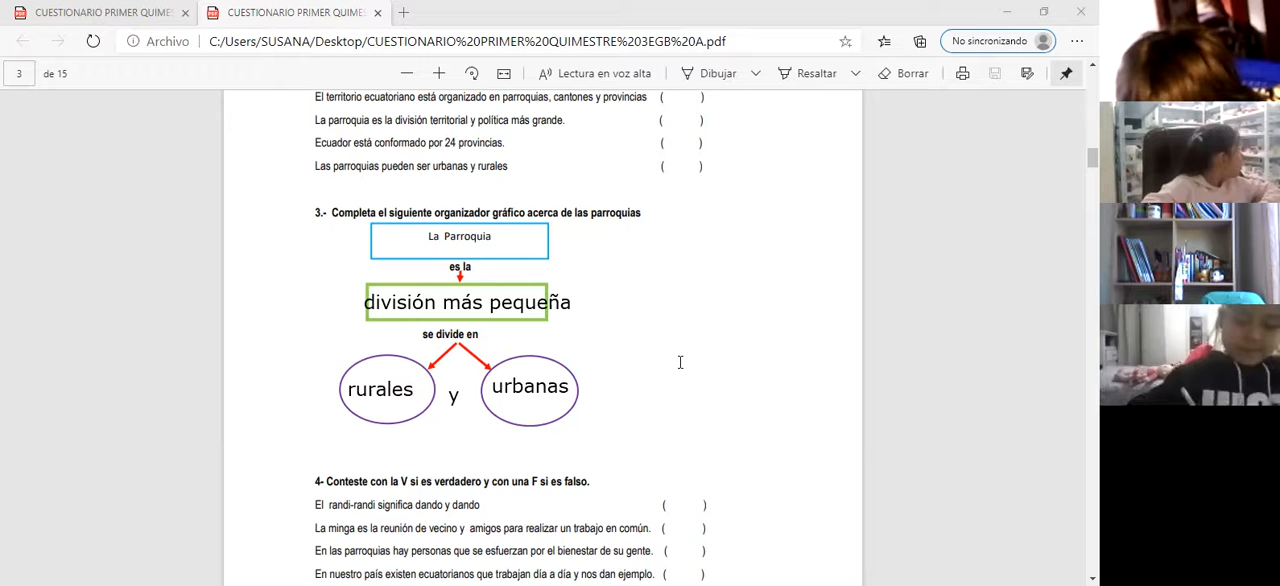 CUESTIONARIO PRIMER QUIMES
CUESTIONARIO PRIMER QUIMES
Archivo C:/Users/SUSANA/Desktop/CUESTIONARIO%20PRIMER%20QUIMESTRE%203EGB%20A.pdf No sincronizando
3 de 15 Lectura en voz alta Dibujar Resaltar Borrar
El territorio ecuatoriano está organizado en parroquias, cantones y provincias ( )
La parroquia es la división territorial y política más grande. ( )
Ecuador está conformado por 24 provincias. ( )
Las parroquias pueden ser urbanas y rurales ( )
3.- Completa el siguiente organizador gráfico acerca de las parroquias
La Parroquia
es la
división más pequeña
se divide en
rurales y urbanas
4- Conteste con la V si es verdadero y con una F si es falso.
El randi-randi significa dando y dando ( )
La minga es la reunión de vecino y amigos para realizar un trabajo en común. ( )
En las parroquias hay personas que se esfuerzan por el bienestar de su gente. ( )
En nuestro país existen ecuatorianos que trabajan día a día y nos dan ejemplo. ( )